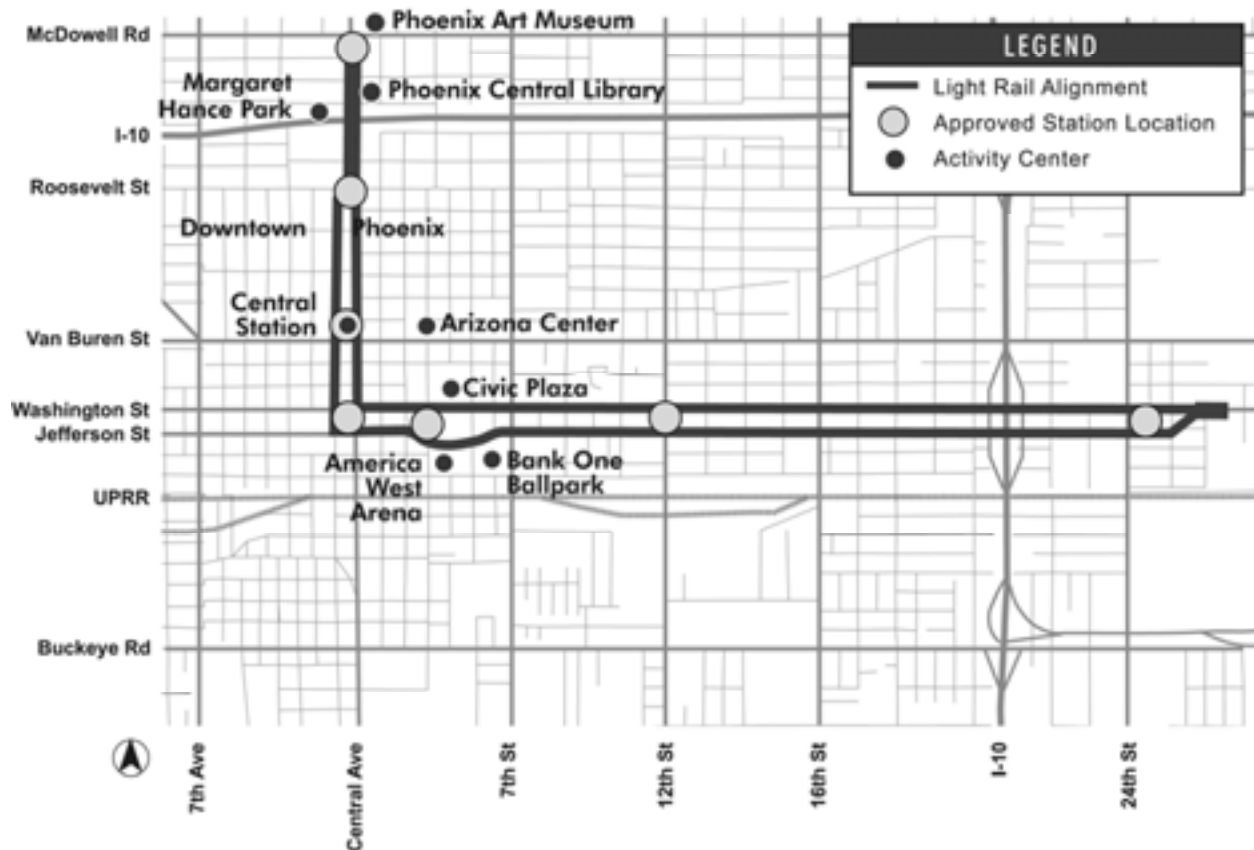 Phoenix Art Museum
McDowell Rd
LEGEND
Light Rail Alignment
Approved Station Location
Activity Center
Margaret
Hance Park
Phoenix Central Library
I-10
Roosevelt St
Downtown Phoenix
Central
Station
Arizona Center
Van Buren St
Civic Plaza
Washington St
Jefferson St
America
West
Arena
Bank One
Ballpark
UPRR
Buckeye Rd
7th Ave
Central Ave
7th St
12th St
16th St
I-10
24th St